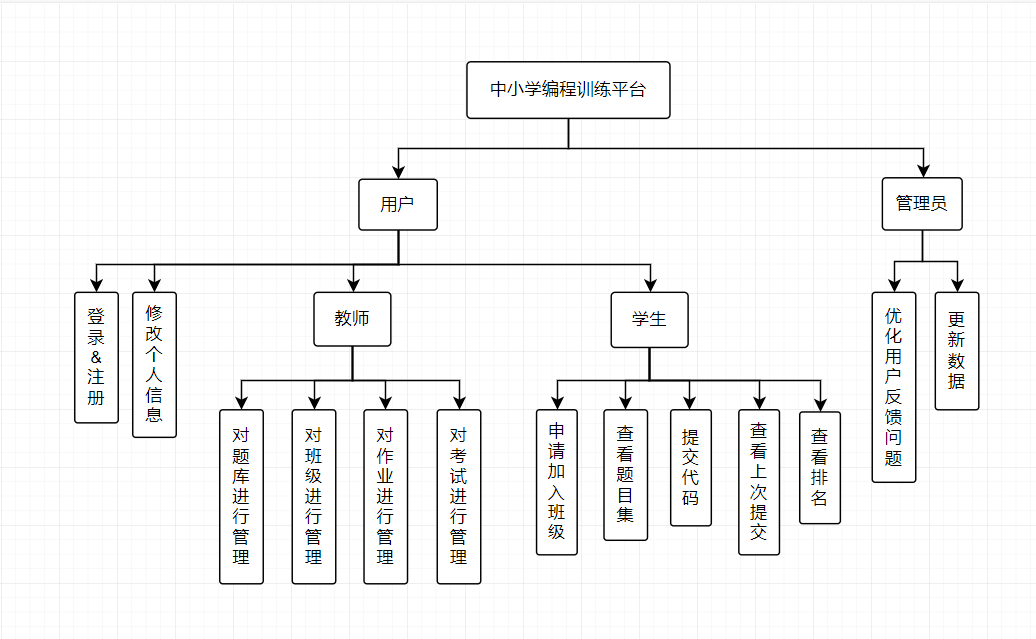 中小学编程训练平台
用户
管理员
登录&注册
修改个人信息
教师
学生
优化用户反馈问题
更新数据
对题库进行管理
对班级进行管理
对作业进行管理
对考试进行管理
申请加入班级
查看题目集
提交代码
查看上次提交
查看排名